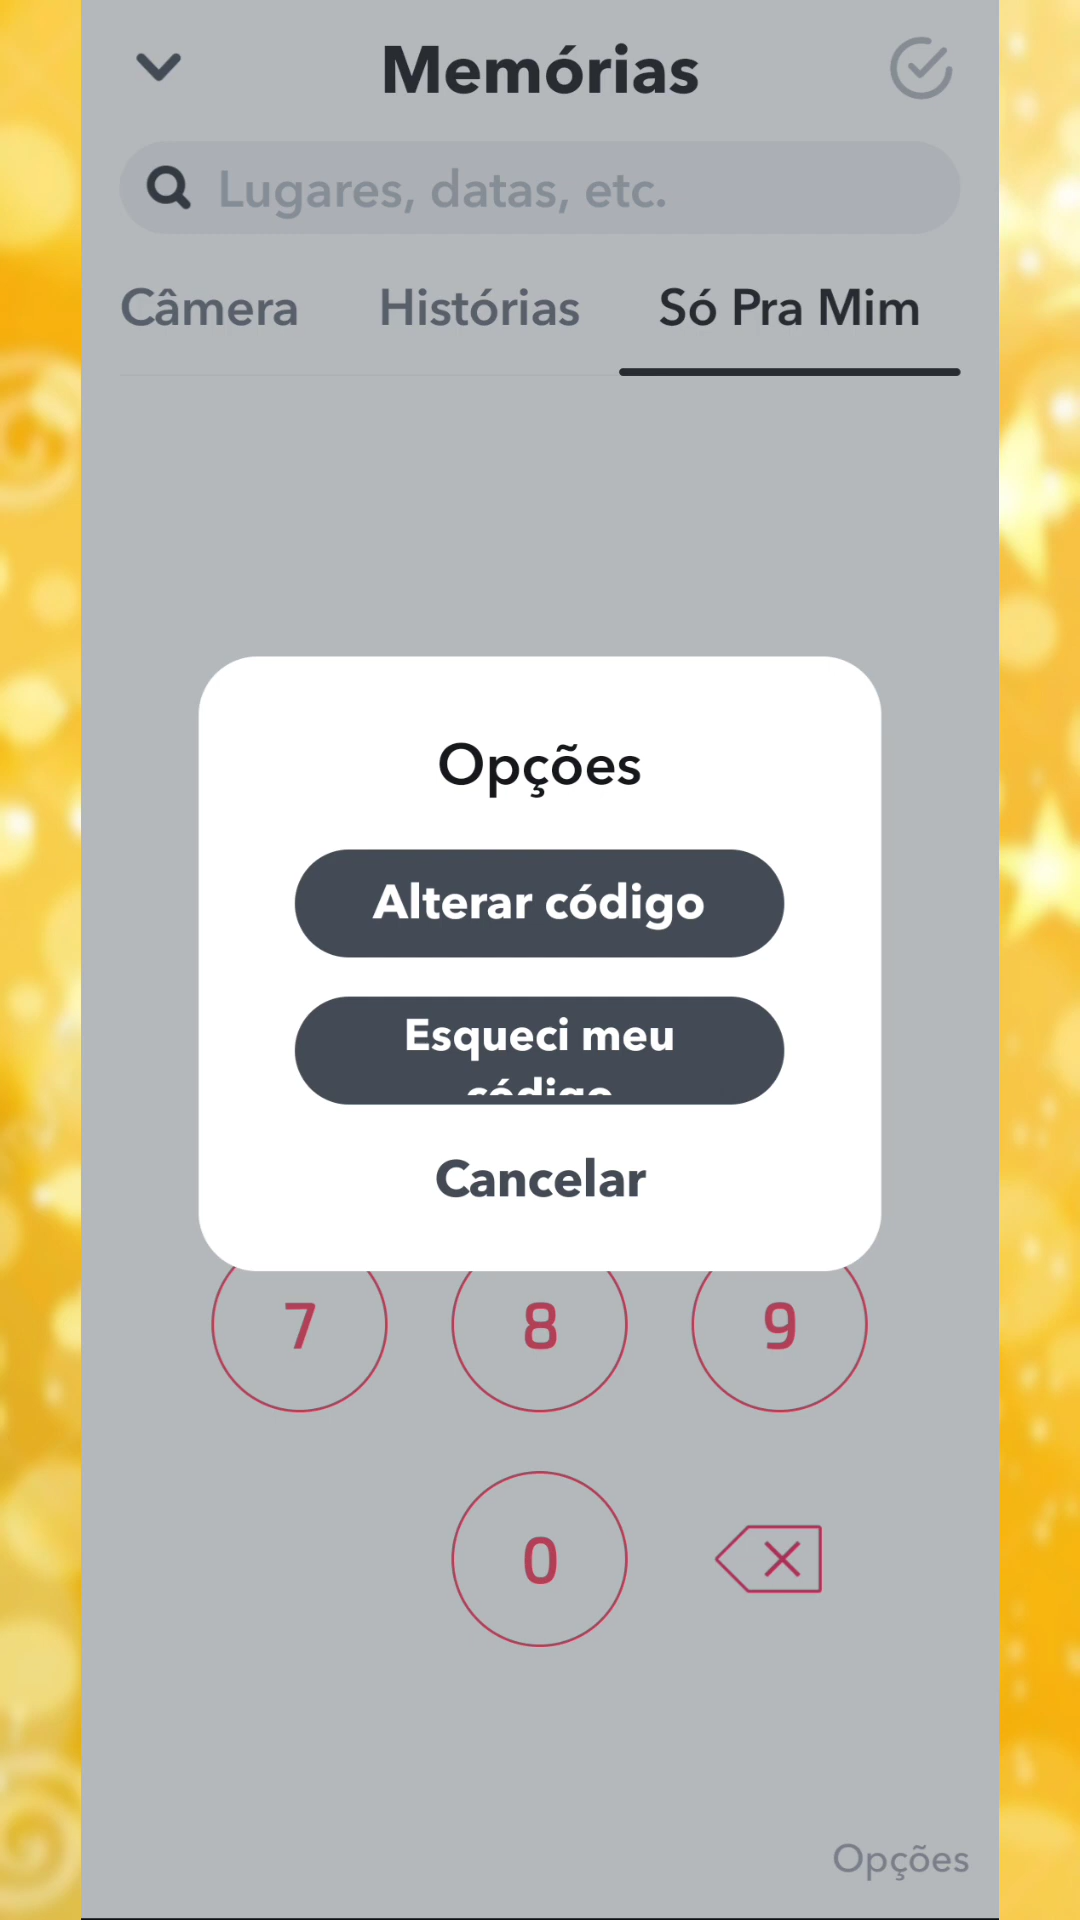 Memórias
Lugares, datas, etc.
Câmera Histórias Só Pra Mim
Opções
Alterar código
Esqueci meu
código
Cancelar
7 8 9
0
Opções